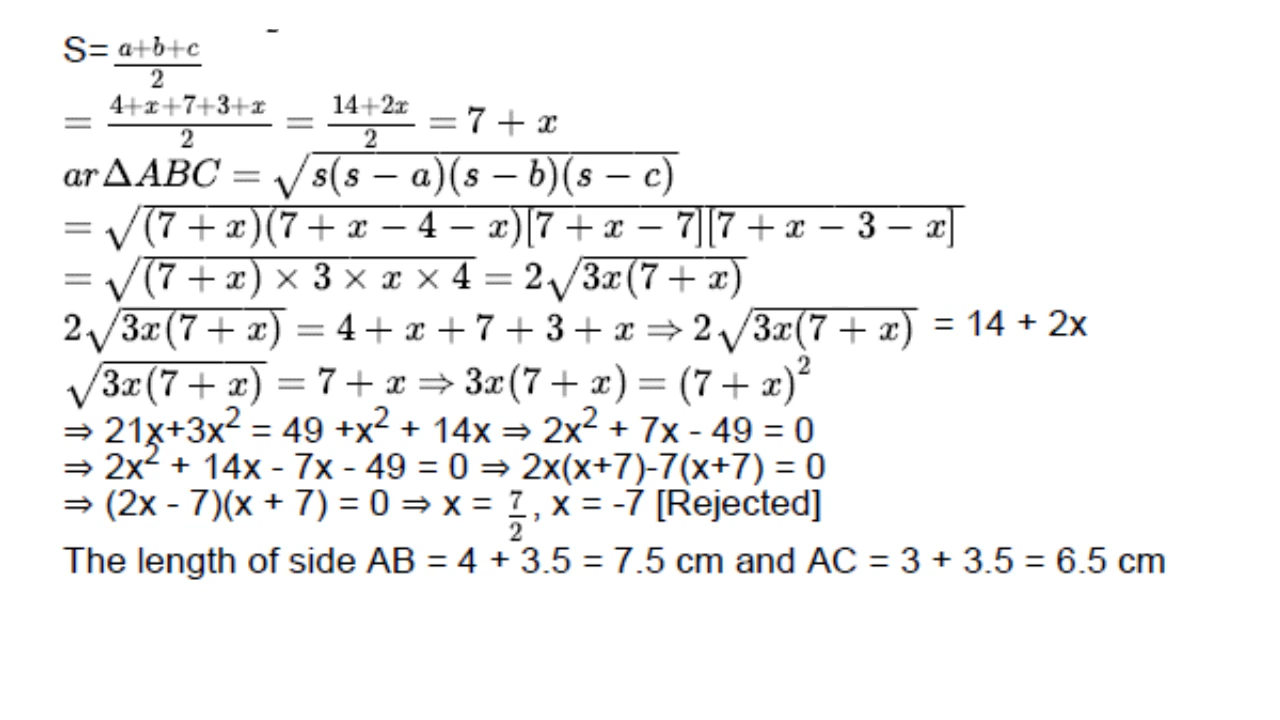 S= a+b+c/2
= 4+x+7+3+x/2 = 14+2x/2 = 7 + x
ar ΔABC = √s(s − a)(s − b)(s − c)
= √(7 + x)(7 + x − 4 − x)[7 + x − 7][7 + x − 3 − x]
= √(7 + x) × 3 × x × 4 = 2√3x(7 + x)
2√3x(7 + x) = 4 + x + 7 + 3 + x ⇒ 2√3x(7 + x) = 14 + 2x
√3x(7 + x) = 7 + x ⇒ 3x(7 + x) = (7 + x)²
⇒ 21x+3x² = 49 +x² + 14x ⇒ 2x² + 7x - 49 = 0
⇒ 2x² + 14x - 7x - 49 = 0 ⇒ 2x(x+7)-7(x+7) = 0
⇒ (2x - 7)(x + 7) = 0 ⇒ x = 7/2, x = -7 [Rejected]
The length of side AB = 4 + 3.5 = 7.5 cm and AC = 3 + 3.5 = 6.5 cm